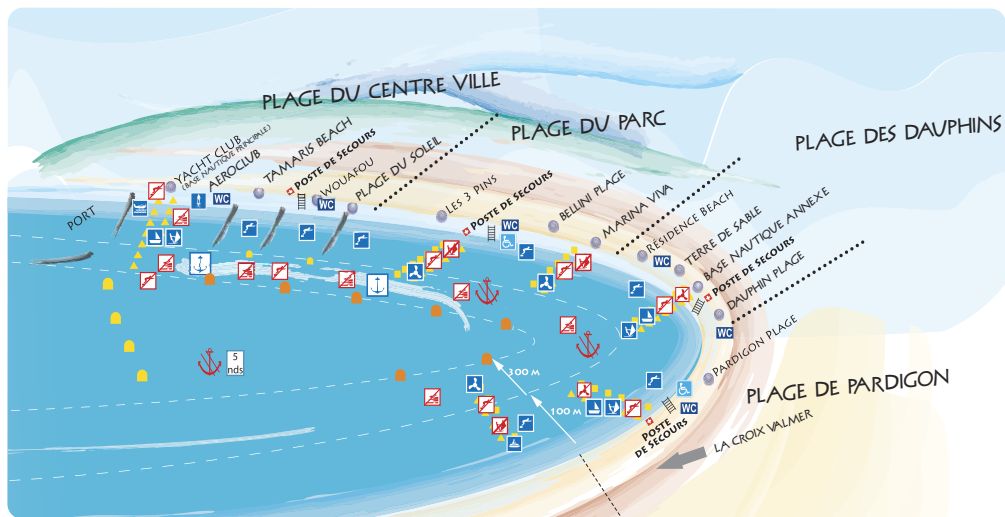 PLAGE DU CENTRE VILLE
PLAGE DU PARC
PLAGE DES DAUPHINS
PORT
YACHT CLUB
(BASE NAUTIQUE PRINCIPALE)
AEROCLUB
WC
TAMARIS BEACH
POSTE DE SECOURS
WC
WOUAFOU
PLAGE DU SOLEIL
LES 3 PINS
POSTE DE SECOURS
WC
BELLINI PLAGE
MARINA VIVA
RÉSIDENCE BEACH
WC
TERRE DE SABLE
BASE NAUTIQUE ANNEXE
POSTE DE SECOURS
DAUPHIN PLAGE
WC
PARDIGON PLAGE
PLAGE DE PARDIGON
WC
POSTE
DE SECOURS
LA CROIX VALMER
5
nds
300 M
100 M